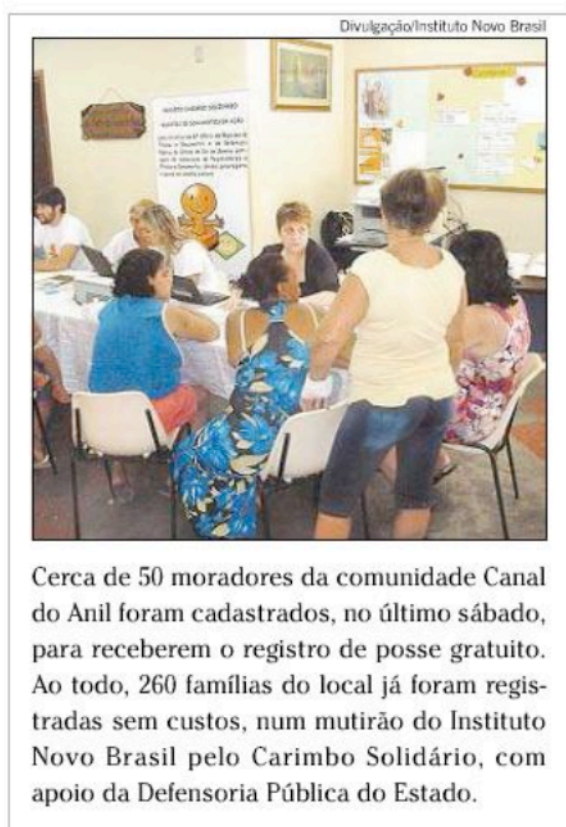 Divulgação/Instituto Novo Brasil
Cerca de 50 moradores da comunidade Canal
do Anil foram cadastrados, no último sábado,
para receberem o registro de posse gratuito.
Ao todo, 260 famílias do local já foram regis-
tradas sem custos, num mutirão do Instituto
Novo Brasil pelo Carimbo Solidário, com
apoio da Defensoria Pública do Estado.